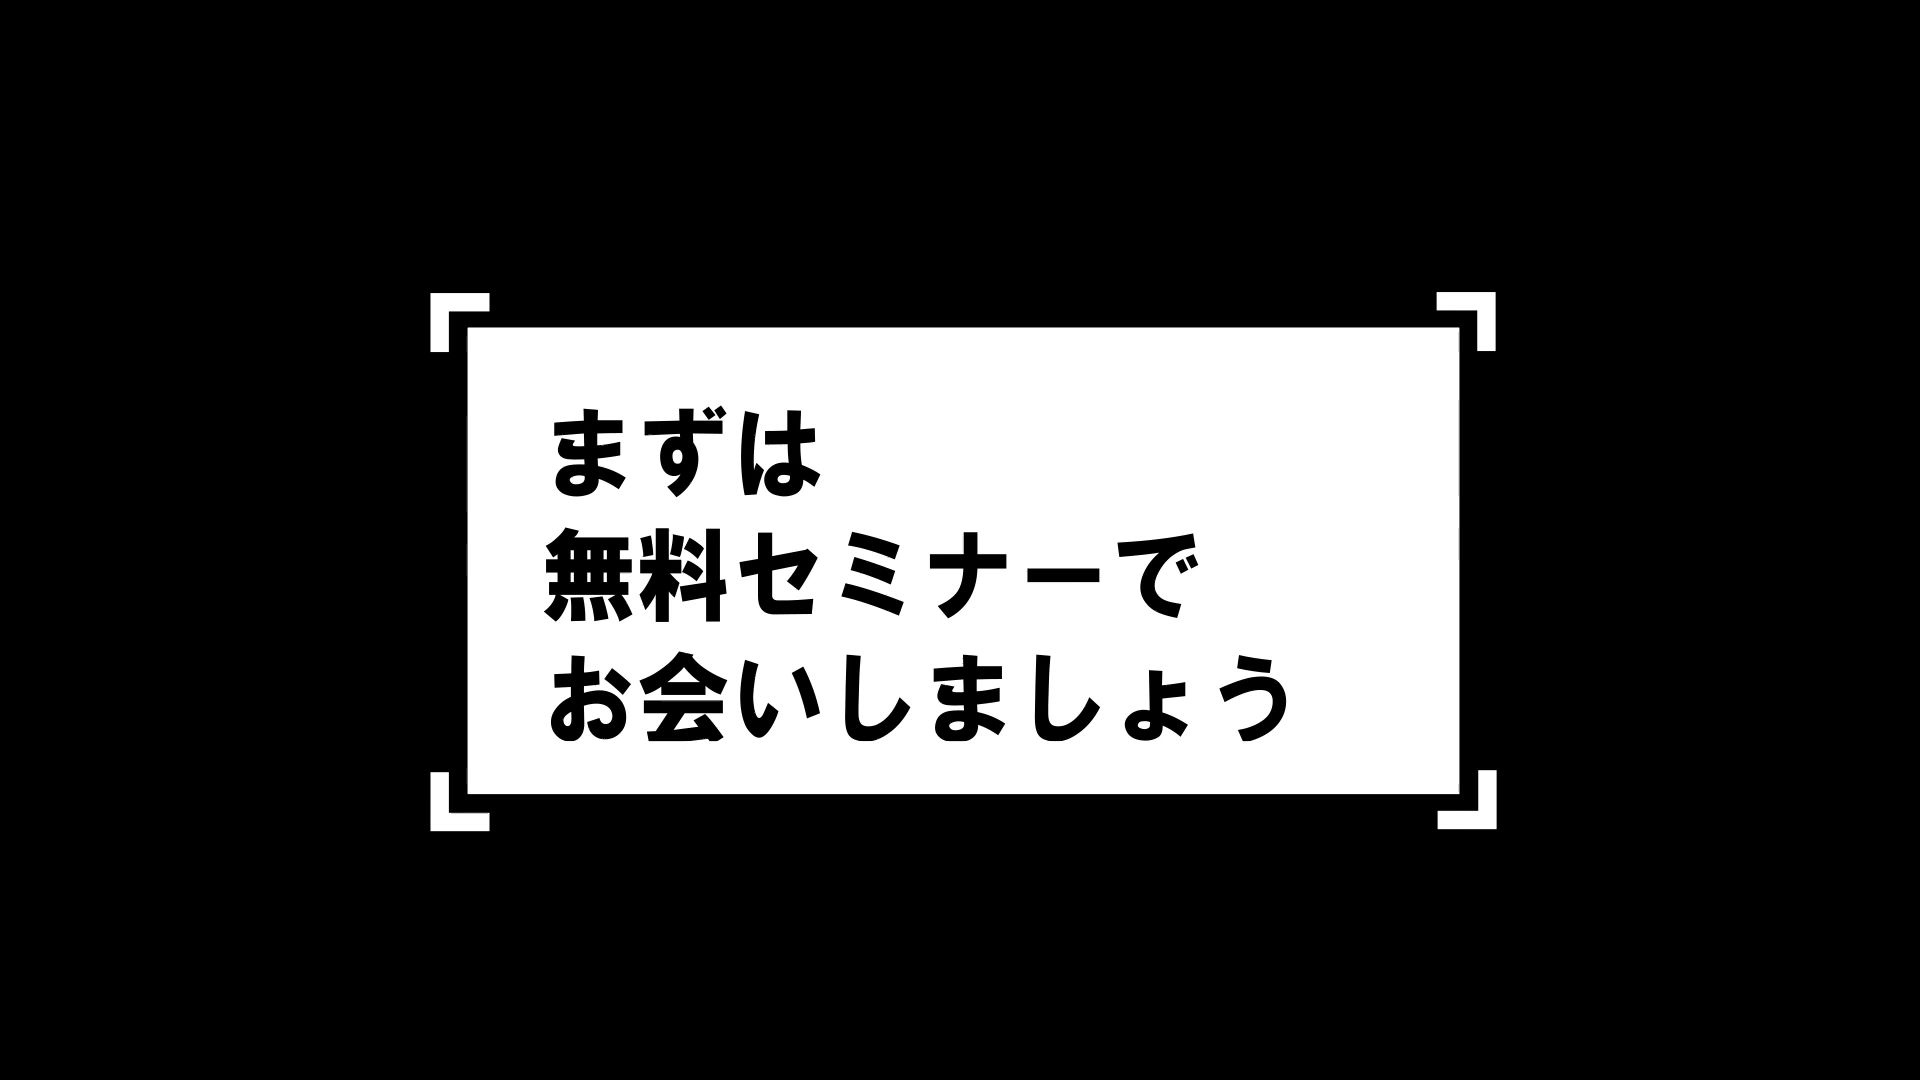 まずは
無料セミナーで
お会いしましょう